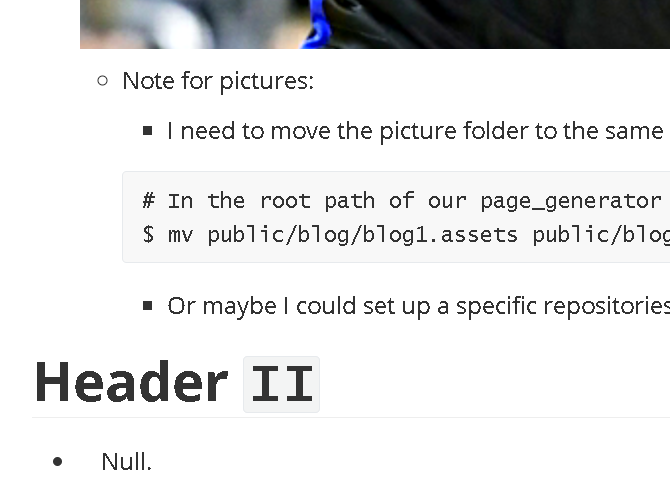 Note for pictures:
I need to move the picture folder to the same
# In the root path of our page_generator
$ mv public/blog/blog1.assets public/blog
Or maybe I could set up a specific repositories
Header II
Null.